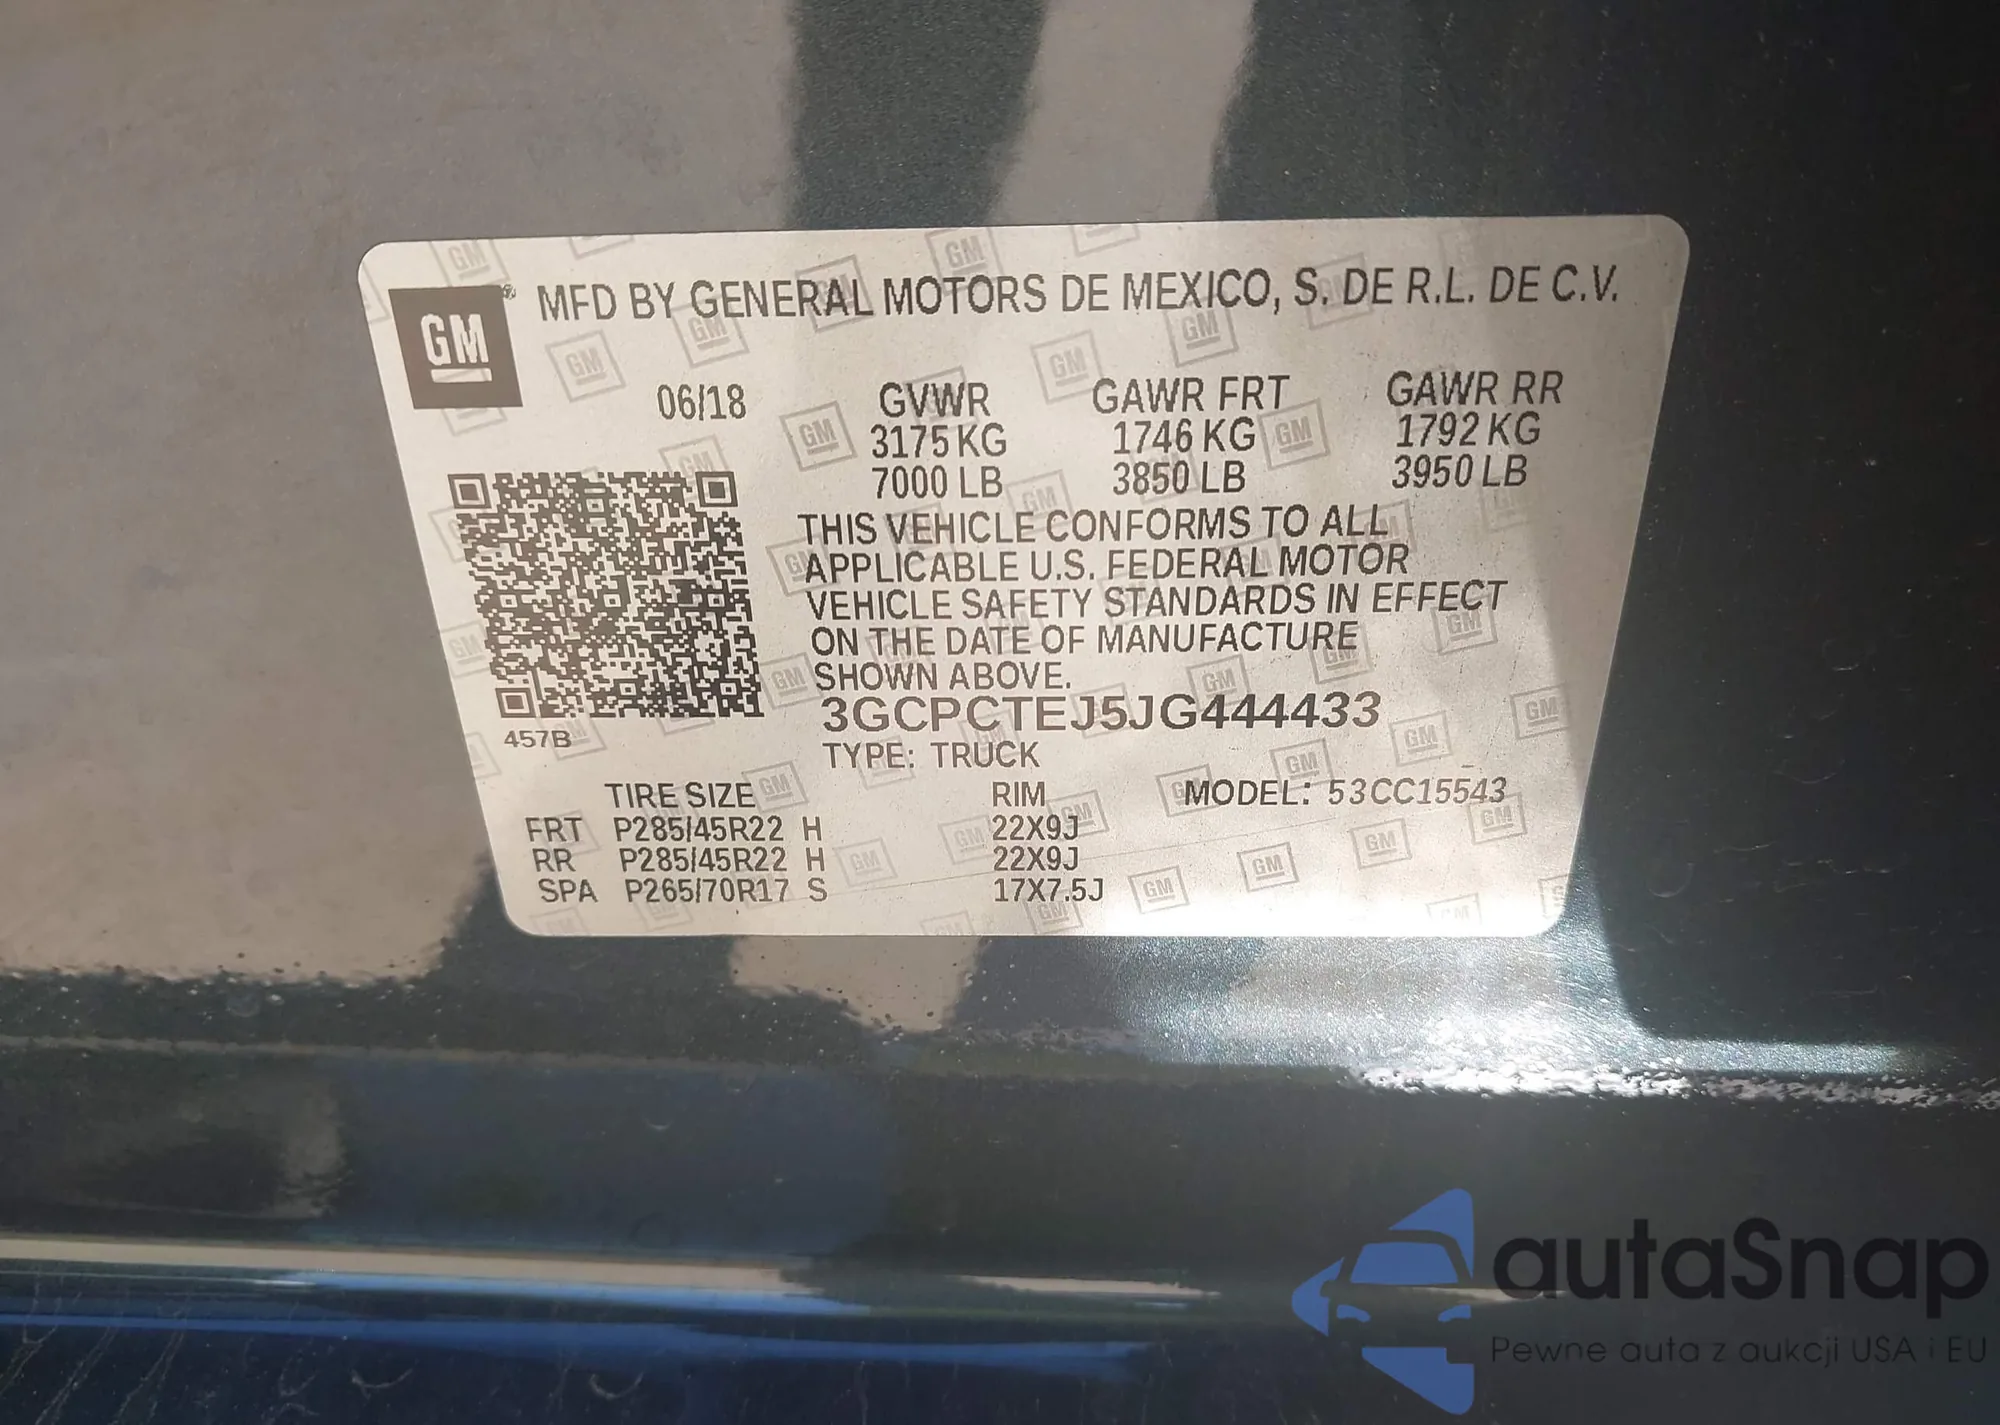 GM
MFD BY GENERAL MOTORS DE MEXICO, S. DE R.L. DE C.V.
06/18 GVWR GAWR FRT GAWR RR
3175 KG 1746 KG 1792 KG
7000 LB 3850 LB 3950 LB
THIS VEHICLE CONFORMS TO ALL
APPLICABLE U.S. FEDERAL MOTOR
VEHICLE SAFETY STANDARDS IN EFFECT
ON THE DATE OF MANUFACTURE
SHOWN ABOVE.
3GCPCTEJ5JG444433
457B
TYPE: TRUCK
TIRE SIZE RIM MODEL: 53CC15543
FRT P285/45R22 H 22X9J
RR P285/45R22 H 22X9J
SPA P265/70R17 S 17X7.5J
autaSnap
Pewne auta z aukcji USA i EU